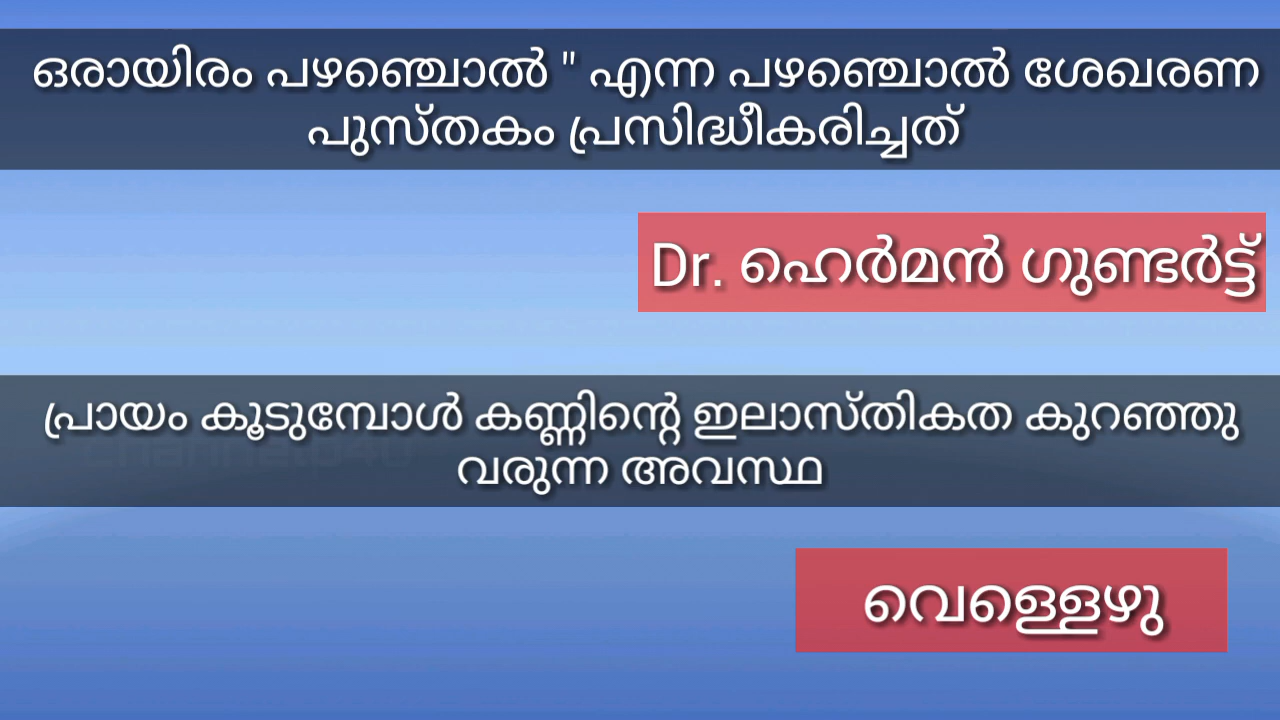 ഒരായിരം പഴഞ്ചൊൽ " എന്ന പഴഞ്ചൊൽ ശേഖരണ
പുസ്തകം പ്രസിദ്ധീകരിച്ചത്
Dr. ഹെർമൻ ഗുണ്ടർട്ട്
പ്രായം കൂടുമ്പോൾ കണ്ണിന്റെ ഇലാസ്തികത കുറഞ്ഞു
വരുന്ന അവസ്ഥ
വെള്ളെഴു